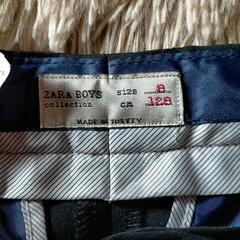 ZARA BOYS SIZE 8
collection CM 128
MADE IN TURKEY